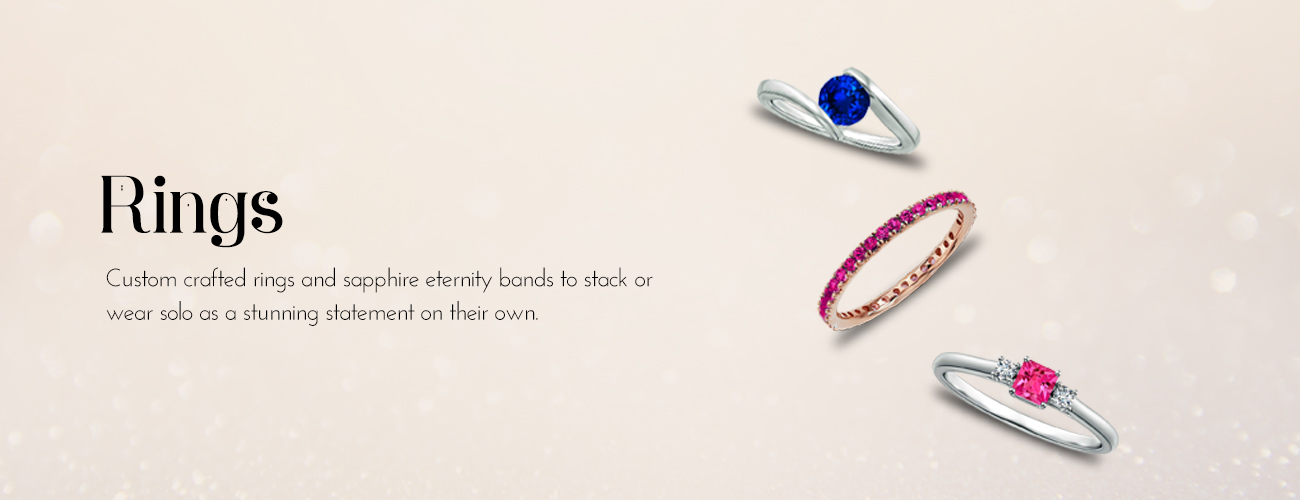 Rings
Custom crafted rings and sapphire eternity bands to stack or
wear solo as a stunning statement on their own.